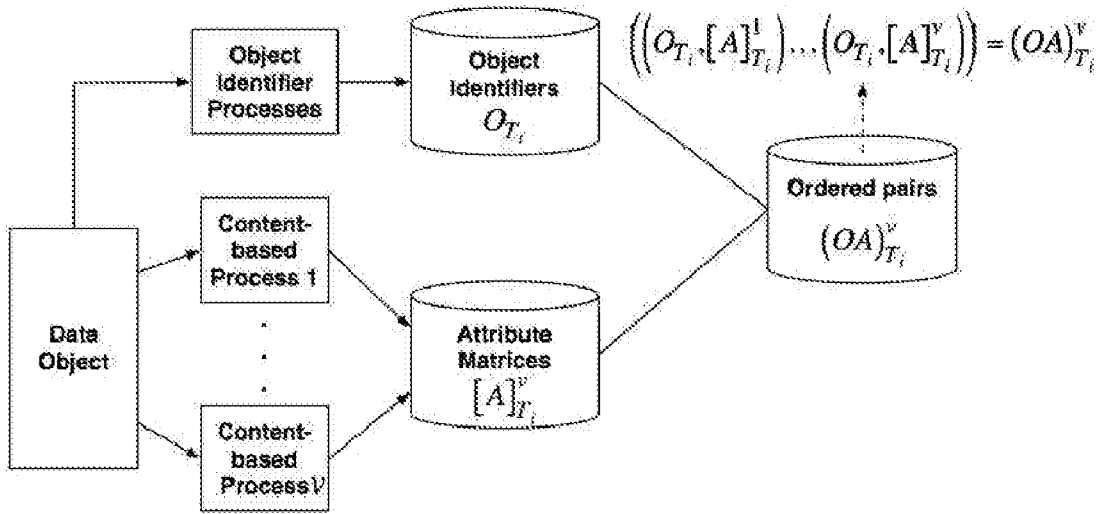 Object
Identifier
Processes
Object
Identifiers
O_{T_i}
((O_{T_i},[A]^1_{T_i})...(O_{T_i},[A]^v_{T_i})) = (OA)^v_{T_i}
Ordered pairs
(OA)^v_{T_i}
Data
Object
Content-
based
Process 1
.
.
.
Content-
based
Process V
Attribute
Matrices
[A]^v_{T_i}